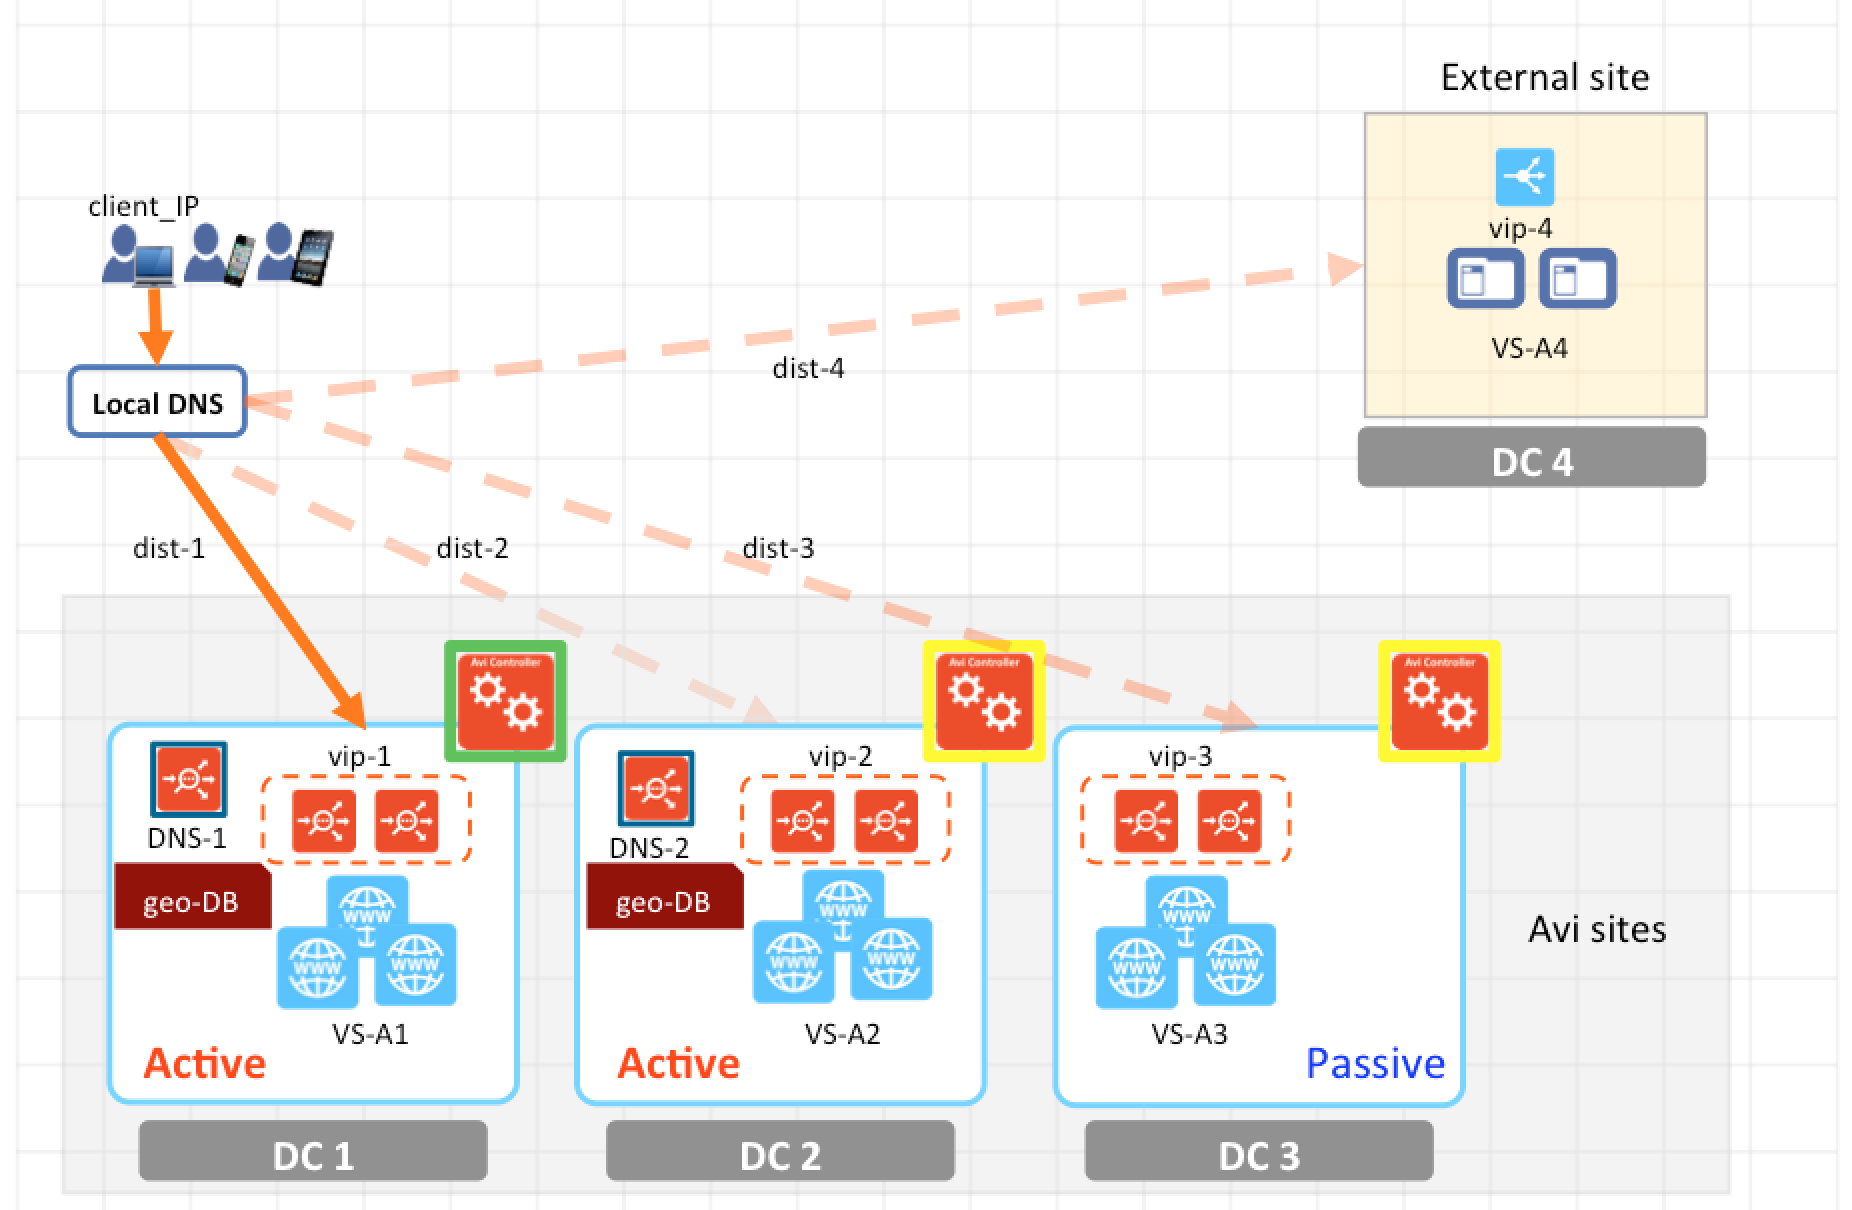 External site
client_IP
vip-4
VS-A4
dist-4
Local DNS
DC 4
dist-1
dist-2
dist-3
Avi Controller
Avi Controller
Avi Controller
vip-1
vip-2
vip-3
DNS-1
DNS-2
geo-DB
geo-DB
www
www
www
www
www
www
www
www
www
Avi sites
VS-A1
VS-A2
VS-A3
Active
Active
Passive
DC 1
DC 2
DC 3